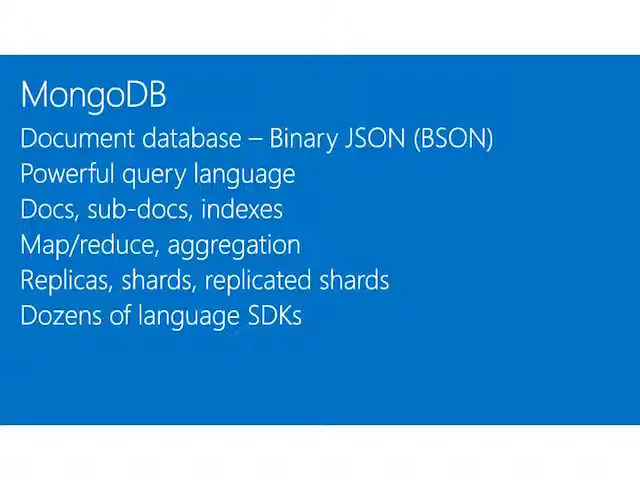 MongoDB
Document database – Binary JSON (BSON)
Powerful query language
Docs, sub-docs, indexes
Map/reduce, aggregation
Replicas, shards, replicated shards
Dozens of language SDKs